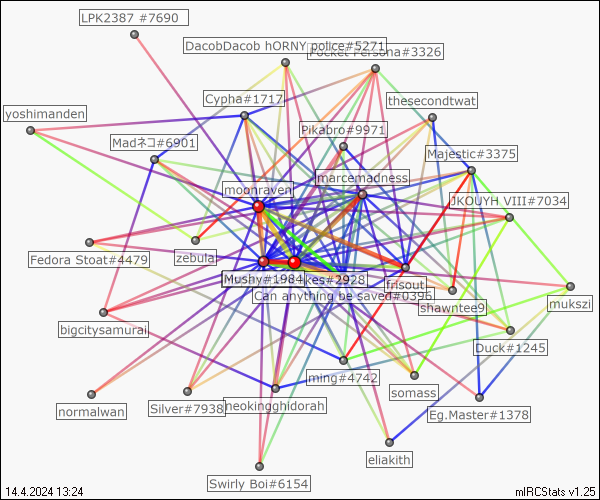 LPK2387 #7690
DacobDacob hORNY police#5271
Pocket Persona#3326
Cypha#1717
thesecondtwat
yoshimanden
Pikabro#9971
Madネコ#6901
Majestic#3375
marcemadness
moonraven
JKOUYH VIII#7034
zebula
Fedora Stoat#4479
Mushy#1984
kes#2928
frisout
Can anything be saved#0396
shawntee9
mukszi
bigcitysamurai
Duck#1245
ming#4742
somass
normalwan
Silver#7938
neokingghidorah
Eg.Master#1378
eliakith
Swirly Boi#6154
14.4.2024 13:24
mIRCStats v1.25